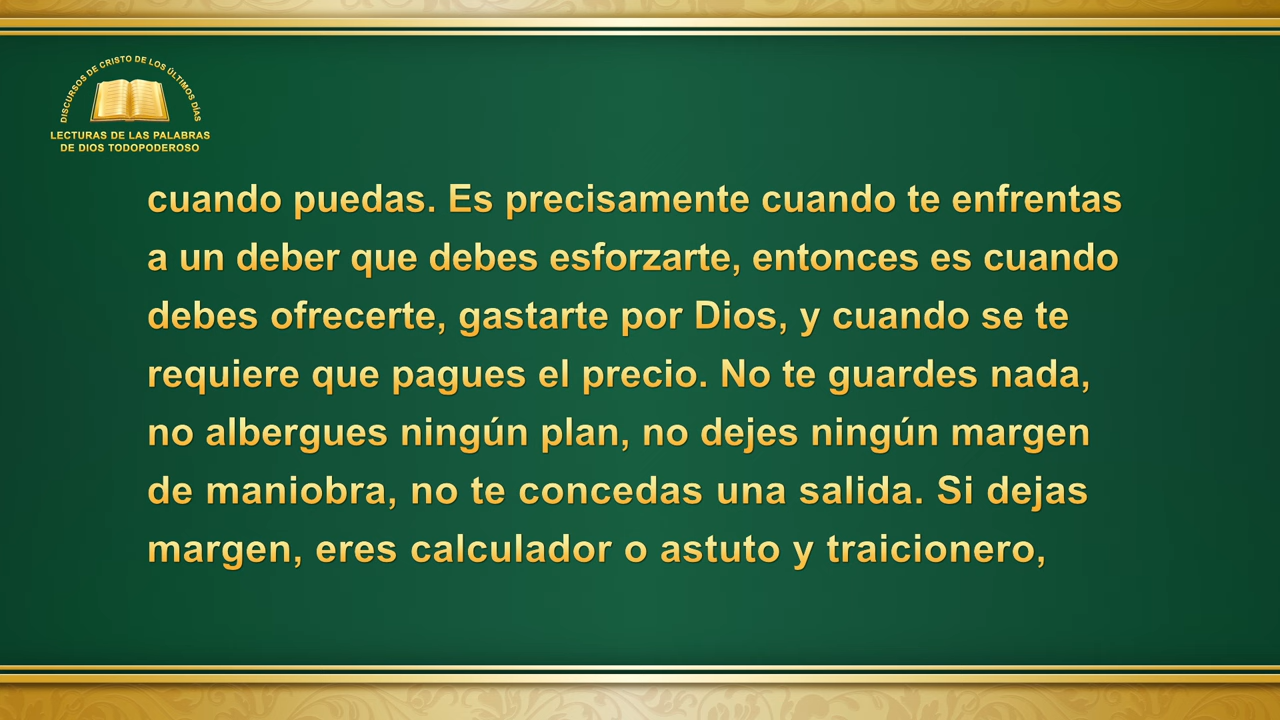 DISCURSOS DE CRISTO DE LOS ÚLTIMOS DÍAS
LECTURAS DE LAS PALABRAS
DE DIOS TODOPODEROSO
cuando puedas. Es precisamente cuando te enfrentas
a un deber que debes esforzarte, entonces es cuando
debes ofrecerte, gastarte por Dios, y cuando se te
requiere que pagues el precio. No te guardes nada,
no albergues ningún plan, no dejes ningún margen
de maniobra, no te concedas una salida. Si dejas
margen, eres calculador o astuto y traicionero,